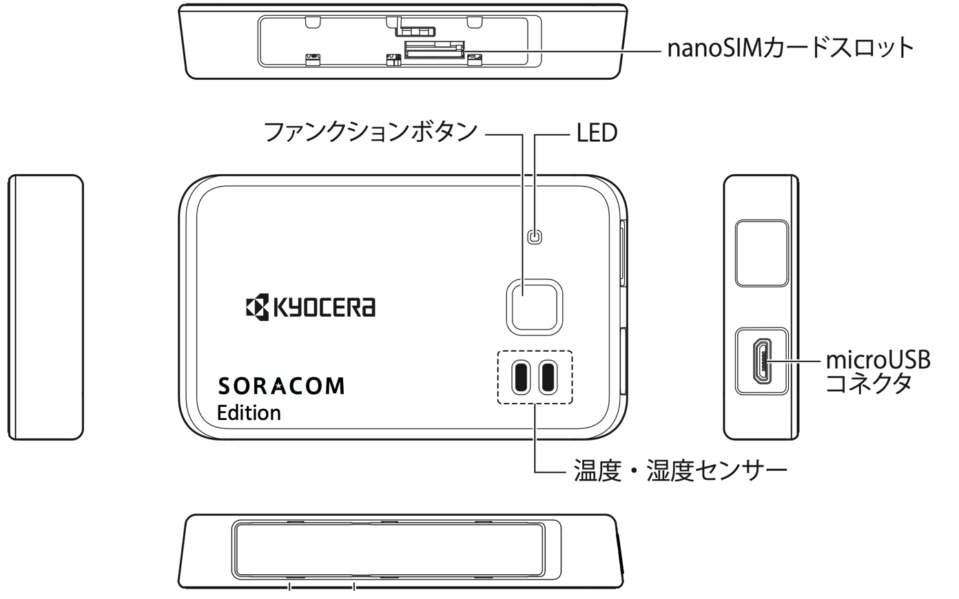 nanoSIMカードスロット
ファンクションボタン
LED
KYOCERA
SORACOM
Edition
microUSB
コネクタ
温度・湿度センサー